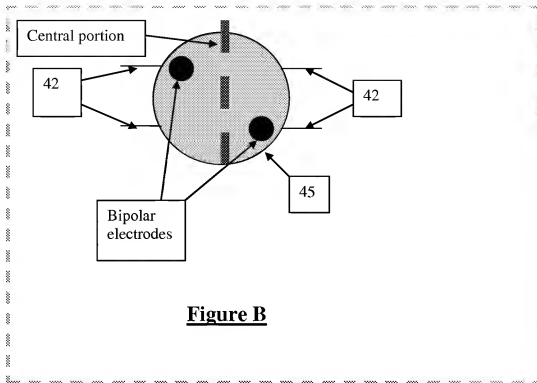 Central portion
42
42
45
Bipolar
electrodes
Figure B